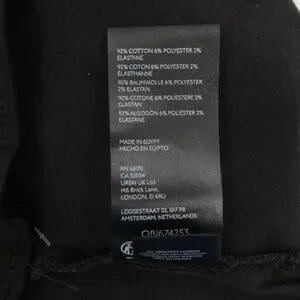 92% COTTON 6% POLYESTER 2%
ELASTANE
92% COTON 6% POLYESTER 2%
ÉLASTHANNE
92% BAUMWOLLE 6% POLYESTER
2% ELASTAN
92% COTONE 6% POLIESTERE 2%
ELASTAN
92% ALGODÓN 6% POLIÉSTER 2%
ELASTANO
MADE IN EGYPT
HECHO EN EGIPTO
RN 66170
CA 32054
URBN UK Ltd
146 Brick Lane,
LONDON, E1 6RU
LEIDSESTRAAT 32, 1017 PB
AMSTERDAM, NETHERLANDS
OBJ674253